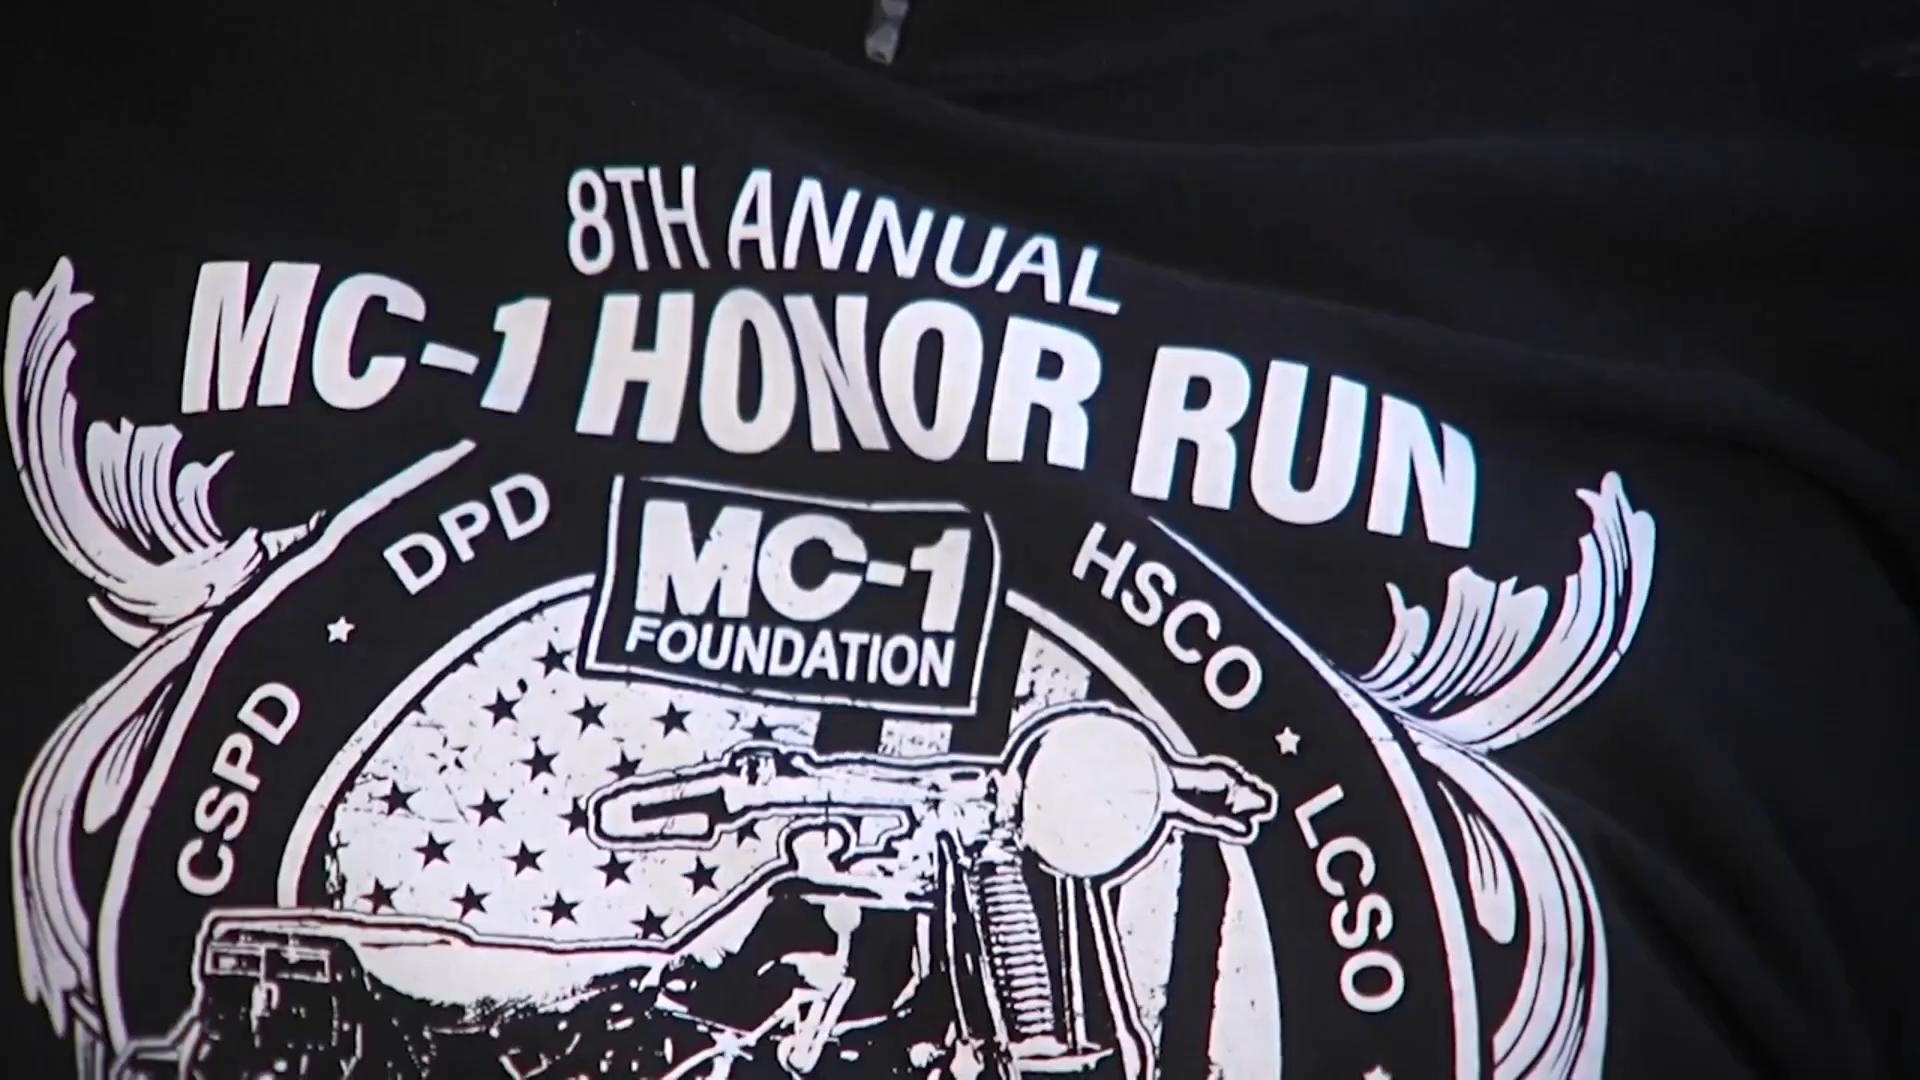 8TH ANNUAL
MC-1 HONOR RUN
MC-1
FOUNDATION
CSPD
DPD
HSCO
LCSO